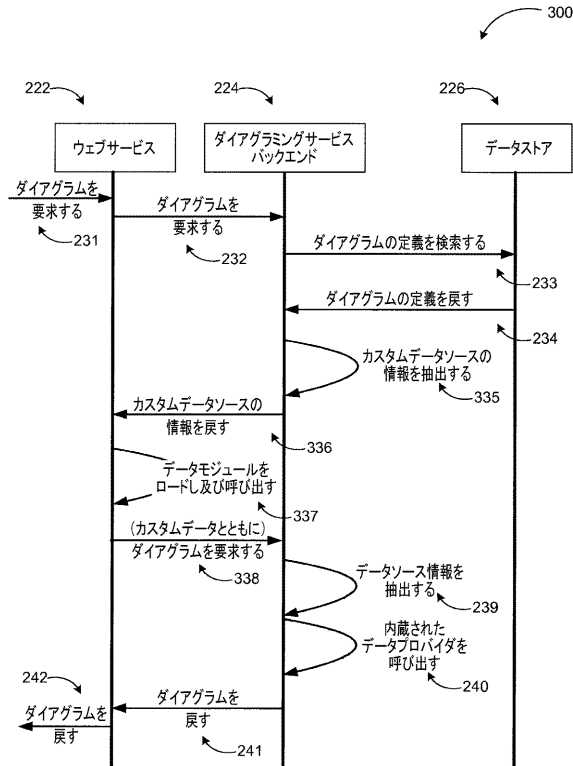 300
222
224
226
ウェブサービス
ダイアグラミングサービス
バックエンド
データストア
ダイアグラムを
要求する
231
ダイアグラムを
要求する
232
ダイアグラムの定義を検索する
233
ダイアグラムの定義を戻す
234
カスタムデータソースの
情報を抽出する
335
カスタムデータソースの
情報を戻す
336
データモジュールを
ロードし及び呼び出す
337
(カスタムデータとともに)
ダイアグラムを要求する
338
データソース情報を
抽出する
239
内蔵された
データプロバイダを
呼び出す
240
ダイアグラムを
戻す
241
242
ダイアグラムを
戻す